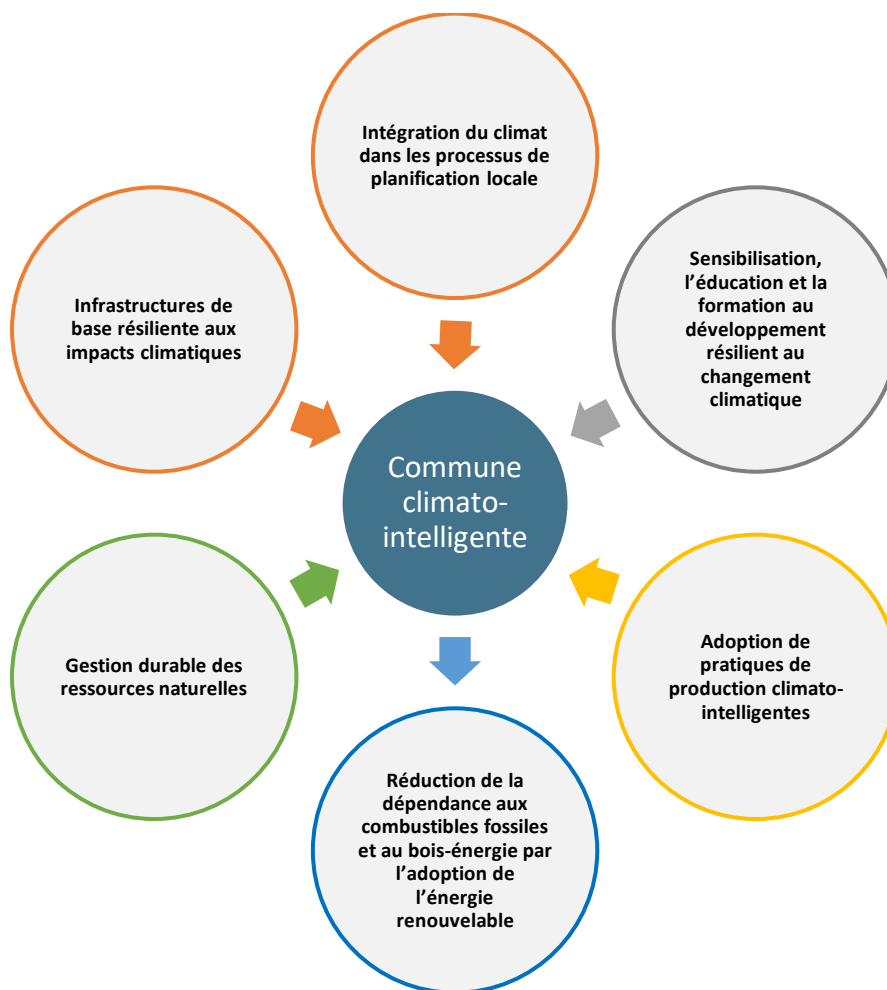 Intégration du climat
dans les processus de
planification locale
Sensibilisation,
l'éducation et la
formation au
développement
résilient au
changement
climatique
Infrastructures de
base résiliente aux
impacts climatiques
Commune
climato-
intelligente
Gestion durable des
ressources naturelles
Adoption de
pratiques de
production climato-
intelligentes
Réduction de la
dépendance aux
combustibles fossiles
et au bois-énergie par
l'adoption de
l'énergie
renouvelable